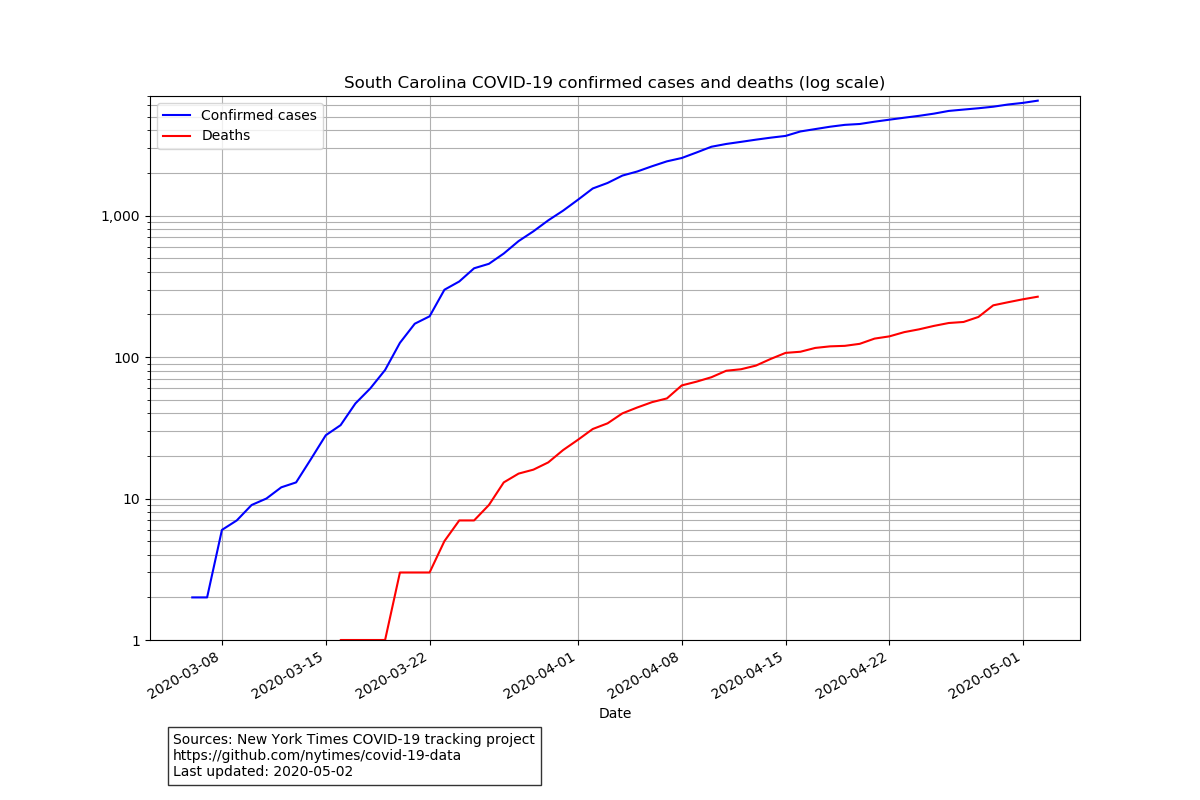 South Carolina COVID-19 confirmed cases and deaths (log scale)
Confirmed cases
Deaths
1,000
100
10
1
2020-03-08
2020-03-15
2020-03-22
2020-04-01
2020-04-08
2020-04-15
2020-04-22
2020-05-01
Date
Sources: New York Times COVID-19 tracking project
https://github.com/nytimes/covid-19-data
Last updated: 2020-05-02